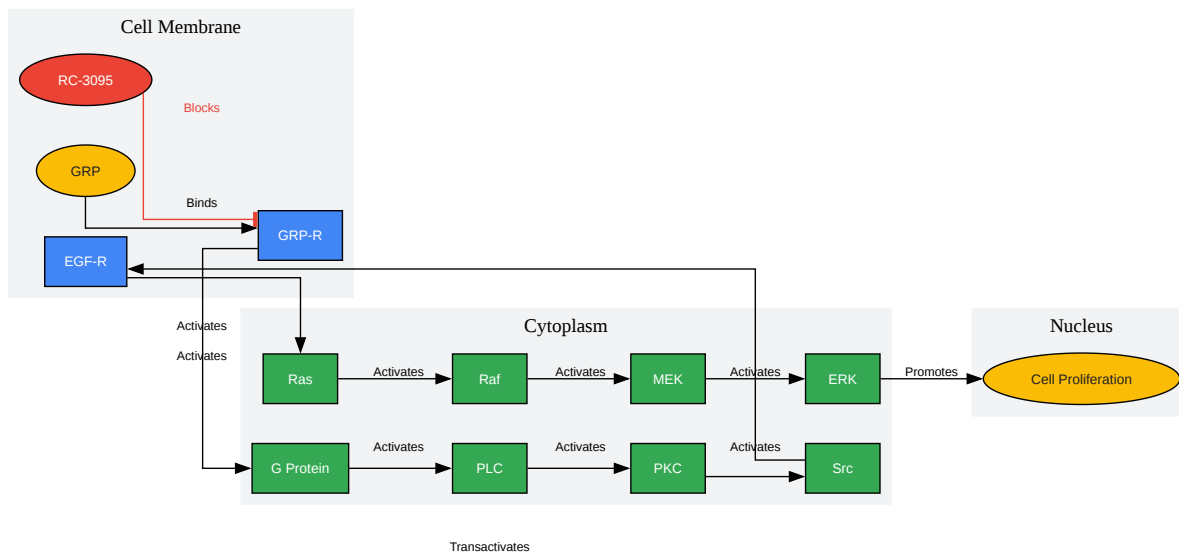 Cell Membrane
RC-3095
Blocks
GRP
Binds
GRP-R
EGF-R
Activates
Activates
Cytoplasm
Nucleus
Ras
Activates
Raf
Activates
MEK
Activates
ERK
Promotes
Cell Proliferation
G Protein
Activates
PLC
Activates
PKC
Activates
Src
Transactivates